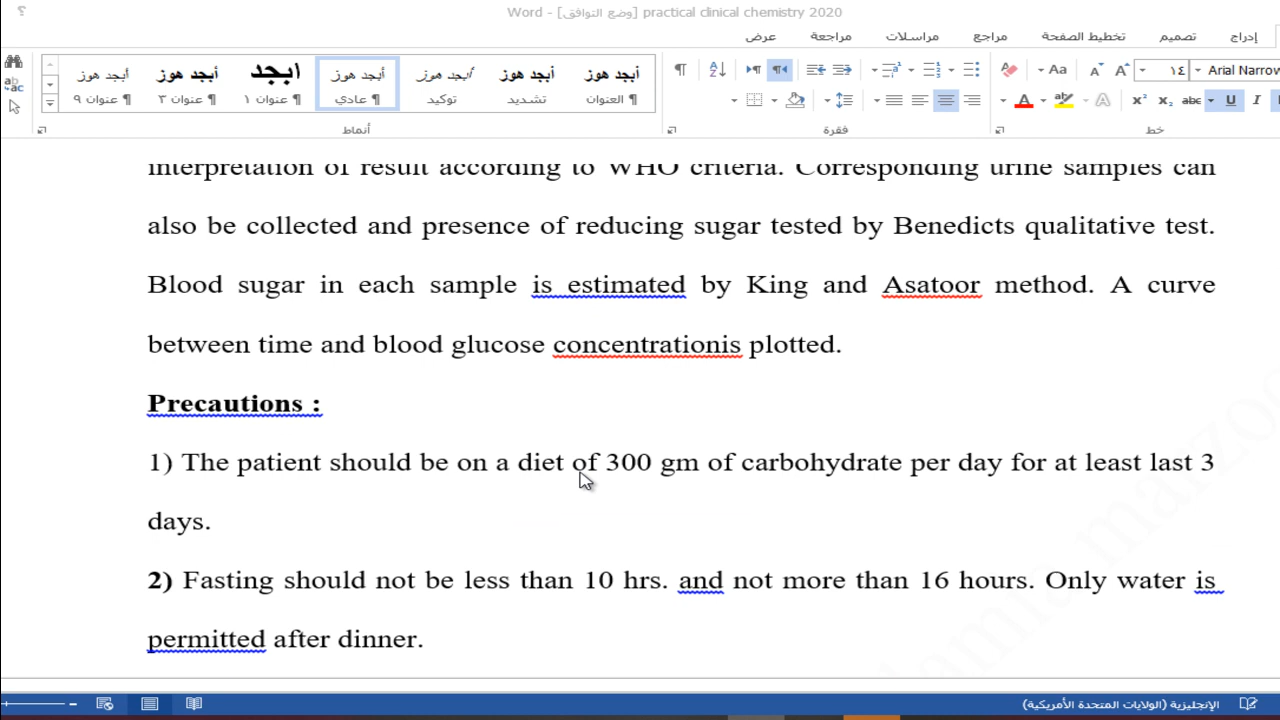 practical clinical chemistry 2020 [وضع التوافق] - Word
؟
إدراج تصميم تخطيط الصفحة مراجع مراسلات مراجعة عرض
Arial Narrow ١٤ Aa
أبجد هوز أبجد هوز أبجد هوز أبجد هوز ابجد أبجد هوز أبجد هوز
العنوان تشديد توكيد عادي عنوان ١ عنوان ٣ عنوان ٩
خط فقرة أنماط
interpretation of result according to WHO criteria. Corresponding urine samples can
also be collected and presence of reducing sugar tested by Benedicts qualitative test.
Blood sugar in each sample is estimated by King and Asatoor method. A curve
between time and blood glucose concentrationis plotted.
Precautions :
1) The patient should be on a diet of 300 gm of carbohydrate per day for at least last 3
days.
2) Fasting should not be less than 10 hrs. and not more than 16 hours. Only water is
permitted after dinner.
الإنجليزية (الولايات المتحدة الأمريكية)